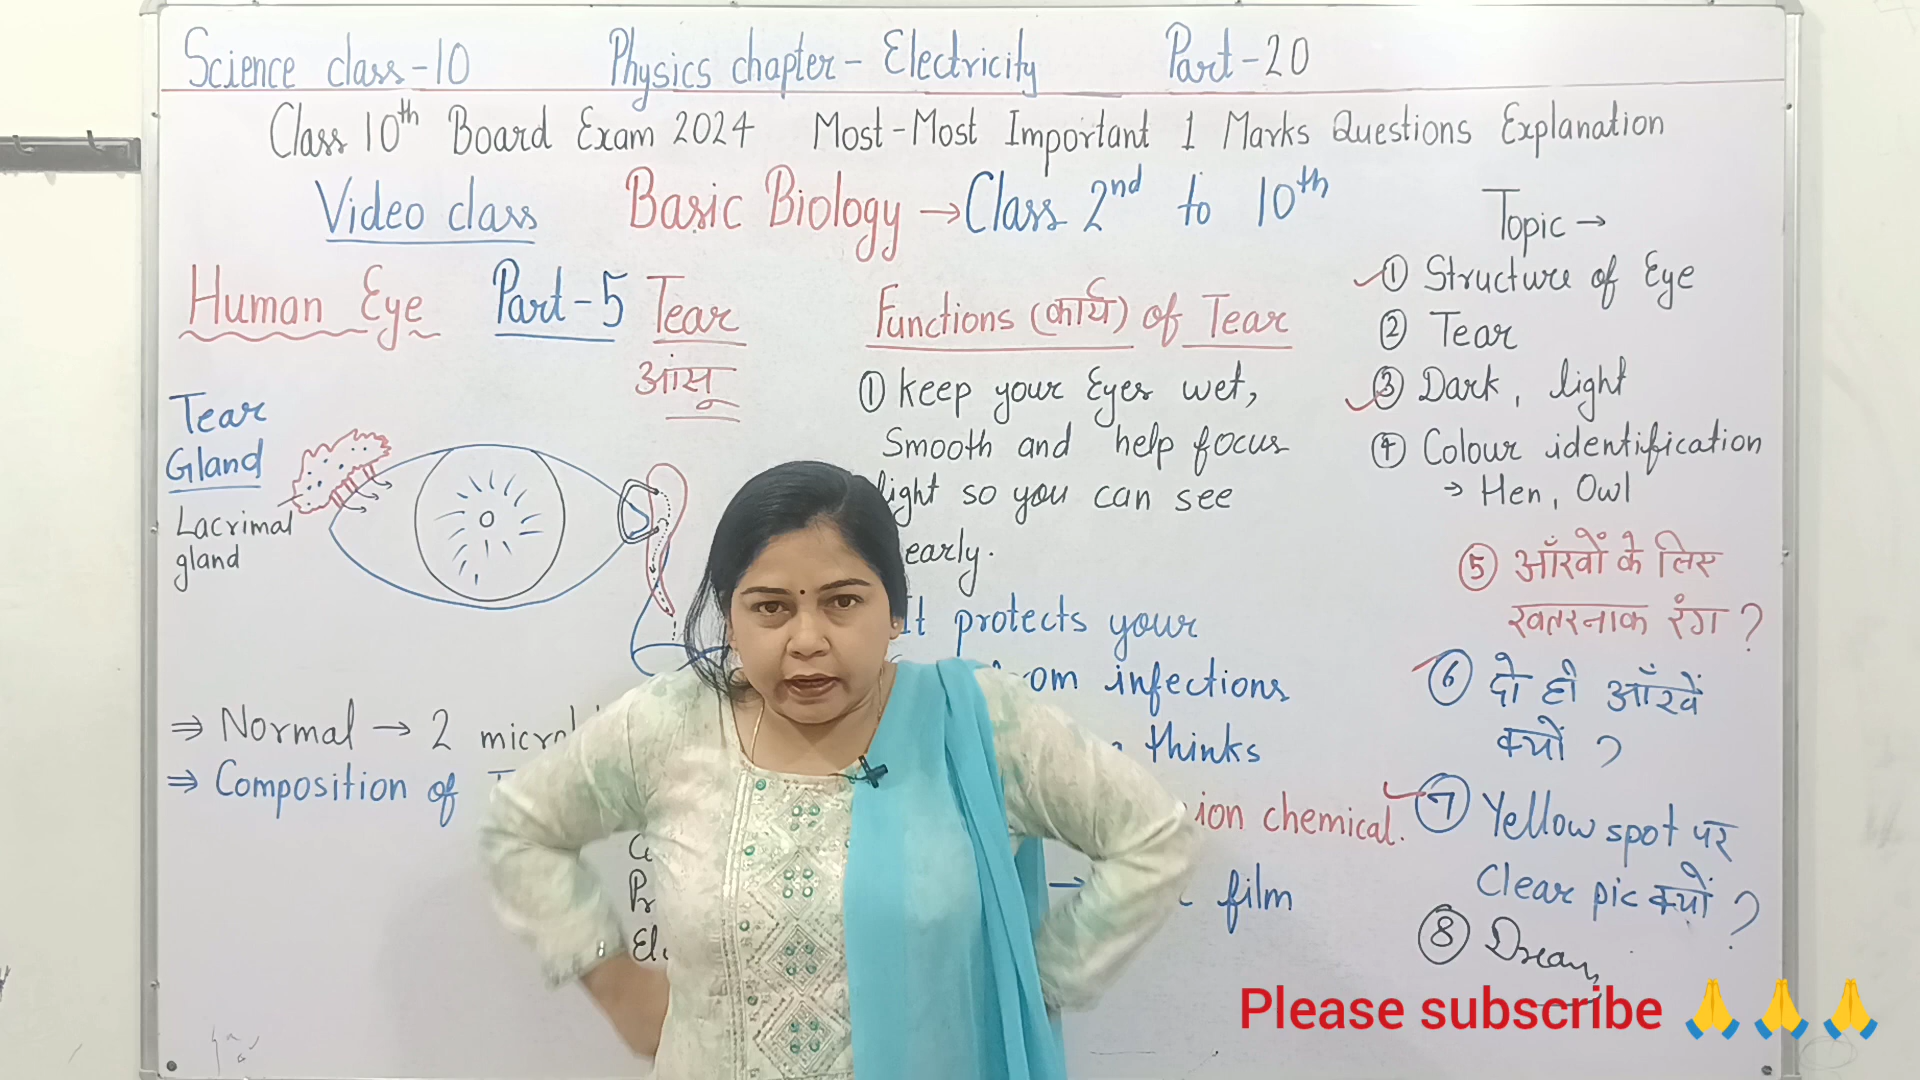 Science class-10 Physics chapter- Electricity Part-20
Class 10th Board Exam 2024 Most-Most Important 1 Marks Questions Explanation
Video class Basic Biology → Class 2nd to 10th
Human Eye Part-5 Tear
आंसू
Tear
Gland
Lacrimal
gland
⇒ Normal → 2
⇒ Composition of
Functions (कार्य) of Tear
① keep your Eyes wet,
Smooth and help focus
light so you can see
It protects your
infections
thinks
chemical.
film
Topic →
① Structure of Eye
② Tear
③ Dark, light
④ Colour identification
→ Hen, Owl
⑤ आँखों के लिए
खतरनाक रंग ?
⑥ दो ही आँखें
क्यों ?
⑦ Yellow spot पर
Clear pic क्यों ?
⑧
Please subscribe 🙏 🙏 🙏